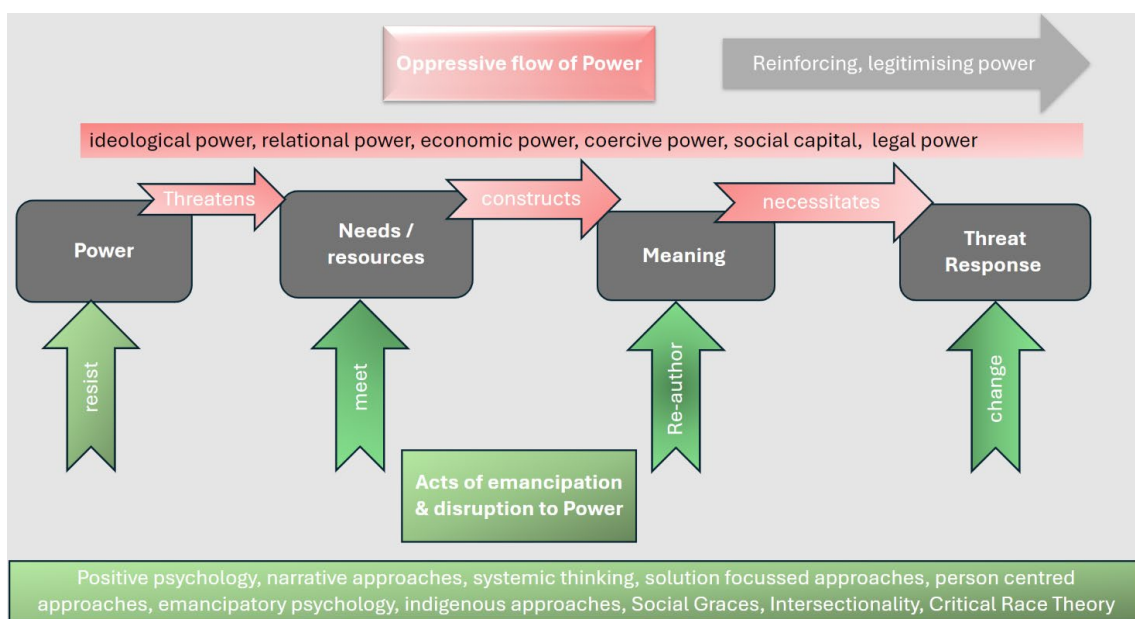 Oppressive flow of Power
Reinforcing, legitimising power
ideological power, relational power, economic power, coercive power, social capital, legal power
Threatens
constructs
necessitates
Power
Needs /
resources
Meaning
Threat
Response
resist
meet
Re-author
change
Acts of emancipation
& disruption to Power
Positive psychology, narrative approaches, systemic thinking, solution focussed approaches, person centred
approaches, emancipatory psychology, indigenous approaches, Social Graces, Intersectionality, Critical Race Theory